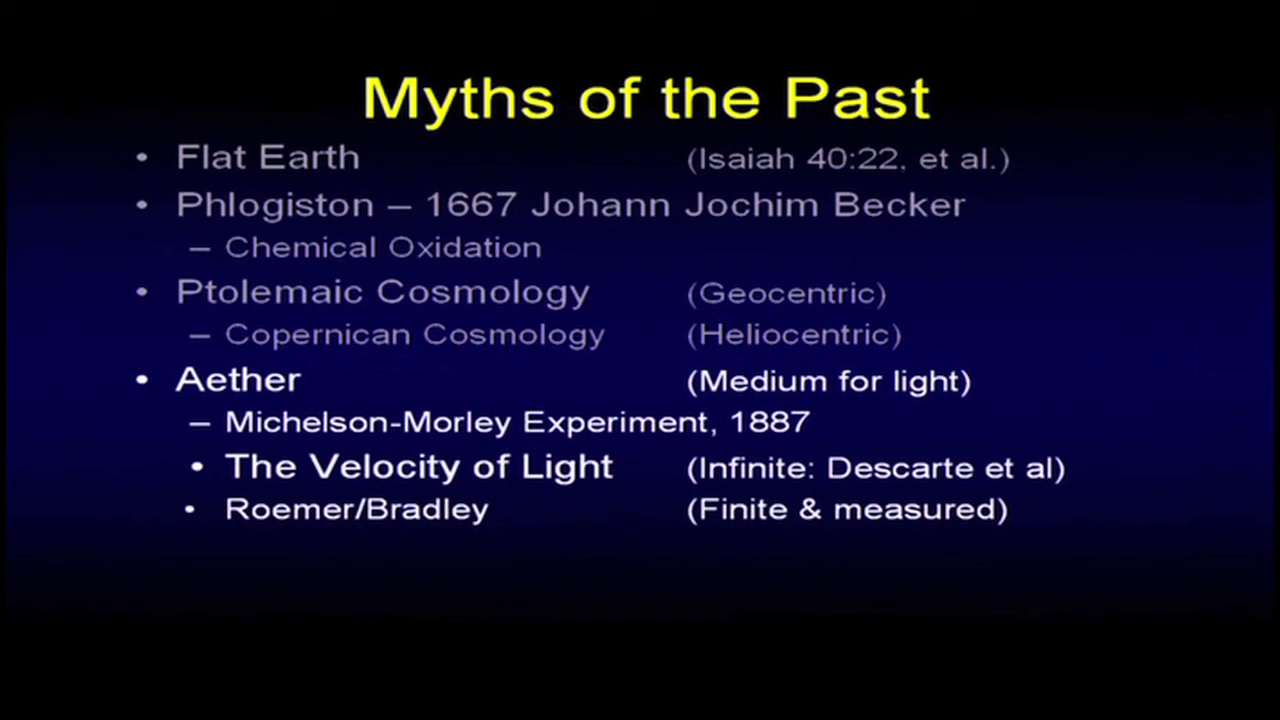 Myths of the Past
• Flat Earth (Isaiah 40:22, et al.)
• Phlogiston – 1667 Johann Jochim Becker
– Chemical Oxidation
• Ptolemaic Cosmology (Geocentric)
– Copernican Cosmology (Heliocentric)
• Aether (Medium for light)
– Michelson-Morley Experiment, 1887
• The Velocity of Light (Infinite: Descarte et al)
• Roemer/Bradley (Finite & measured)